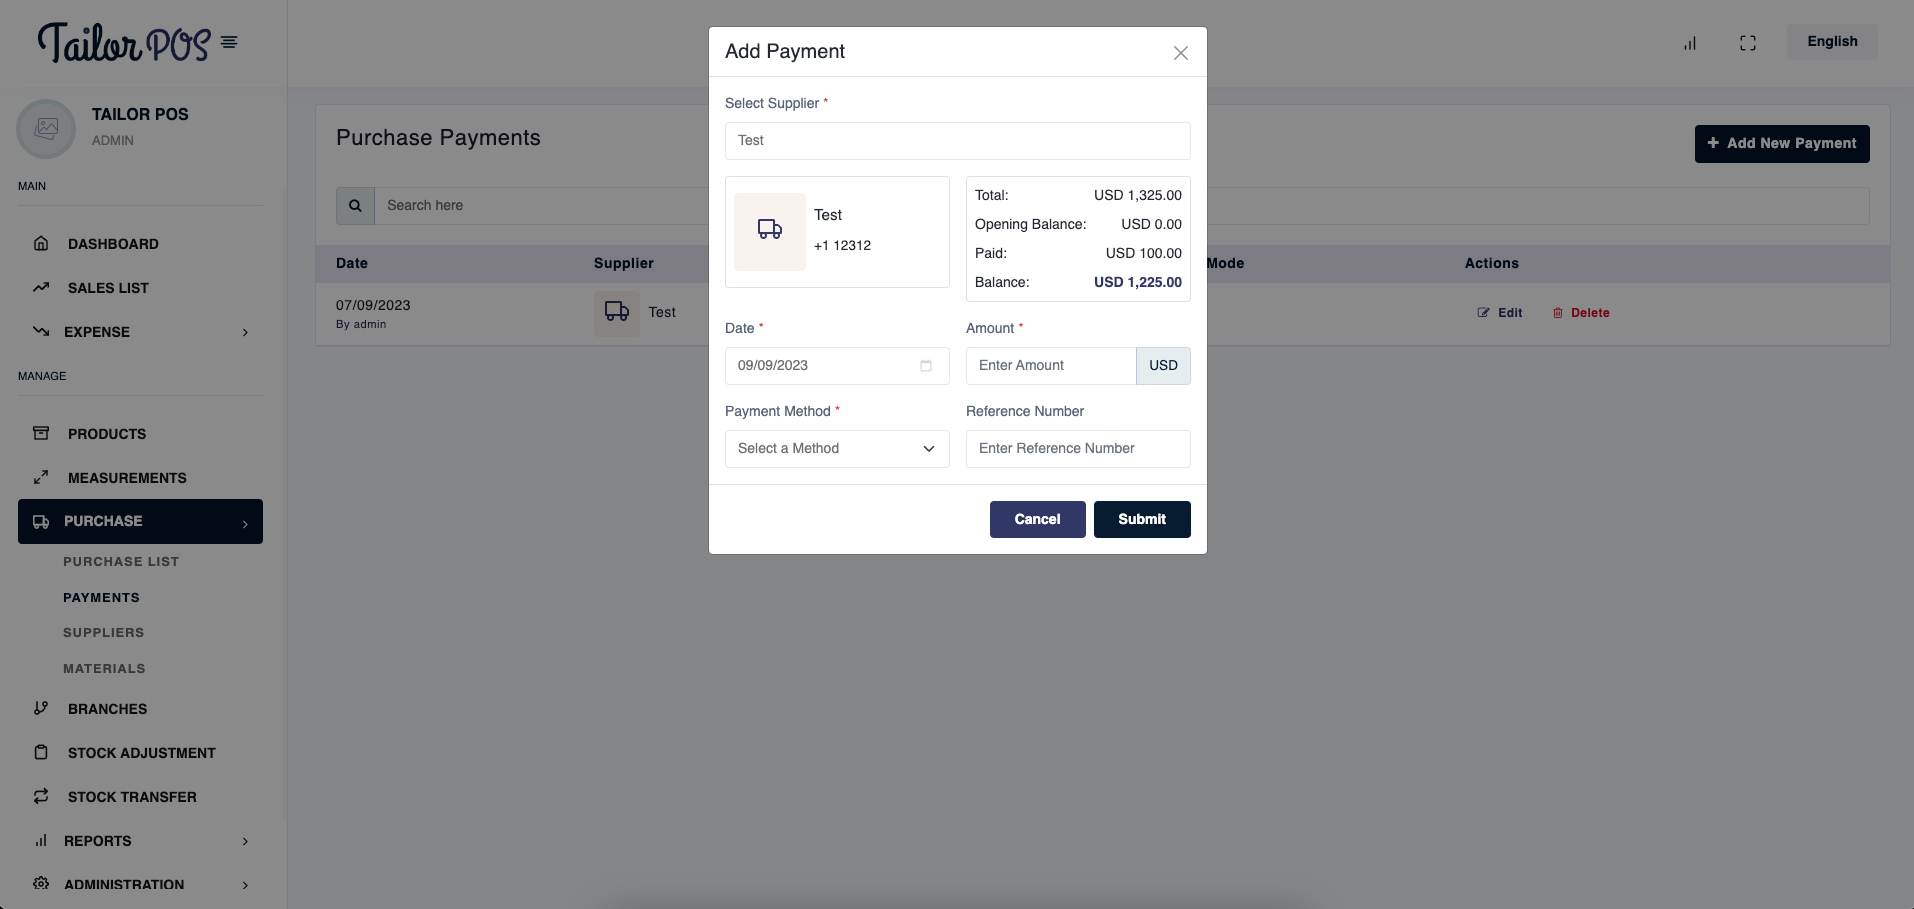 Tailor POS
English
TAILOR POS
ADMIN
MAIN
DASHBOARD
SALES LIST
EXPENSE
MANAGE
PRODUCTS
MEASUREMENTS
PURCHASE
PURCHASE LIST
PAYMENTS
SUPPLIERS
MATERIALS
BRANCHES
STOCK ADJUSTMENT
STOCK TRANSFER
REPORTS
ADMINISTRATION
Purchase Payments
Add New Payment
Search here
Date Supplier Mode Actions
07/09/2023
By admin
Test
Edit Delete
Add Payment
Select Supplier *
Test
Test
+1 12312
Total: USD 1,325.00
Opening Balance: USD 0.00
Paid: USD 100.00
Balance: USD 1,225.00
Date * Amount *
09/09/2023 Enter Amount USD
Payment Method * Reference Number
Select a Method Enter Reference Number
Cancel Submit